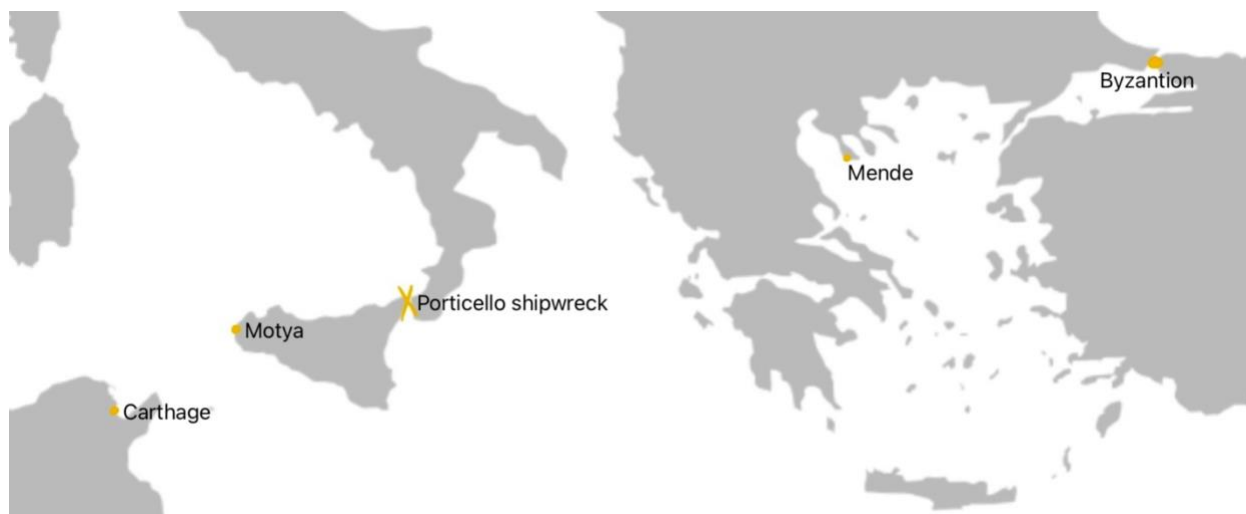 Byzantion
Mende
Porticello shipwreck
Motya
Carthage